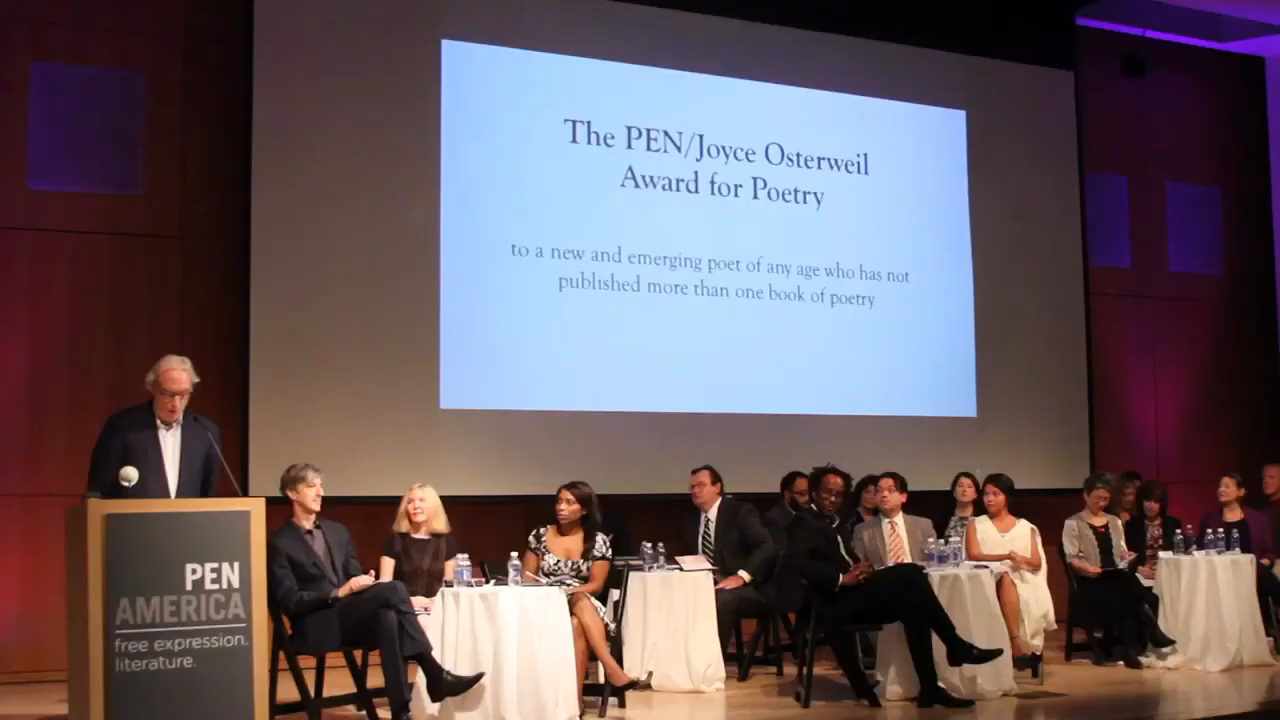 The PEN/Joyce Osterweil
Award for Poetry
to a new and emerging poet of any age who has not
published more than one book of poetry
PEN
AMERICA
free expression.
literature.